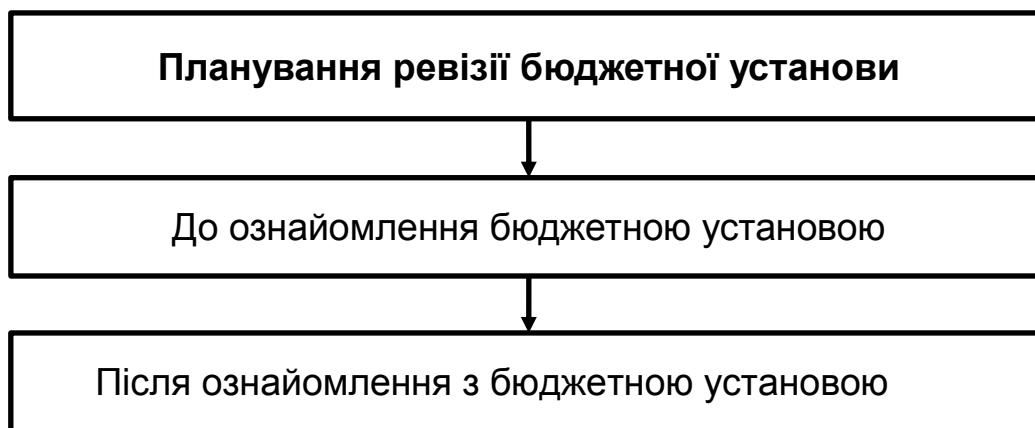 Планування ревізії бюджетної установи
До ознайомлення бюджетною установою
Після ознайомлення з бюджетною установою